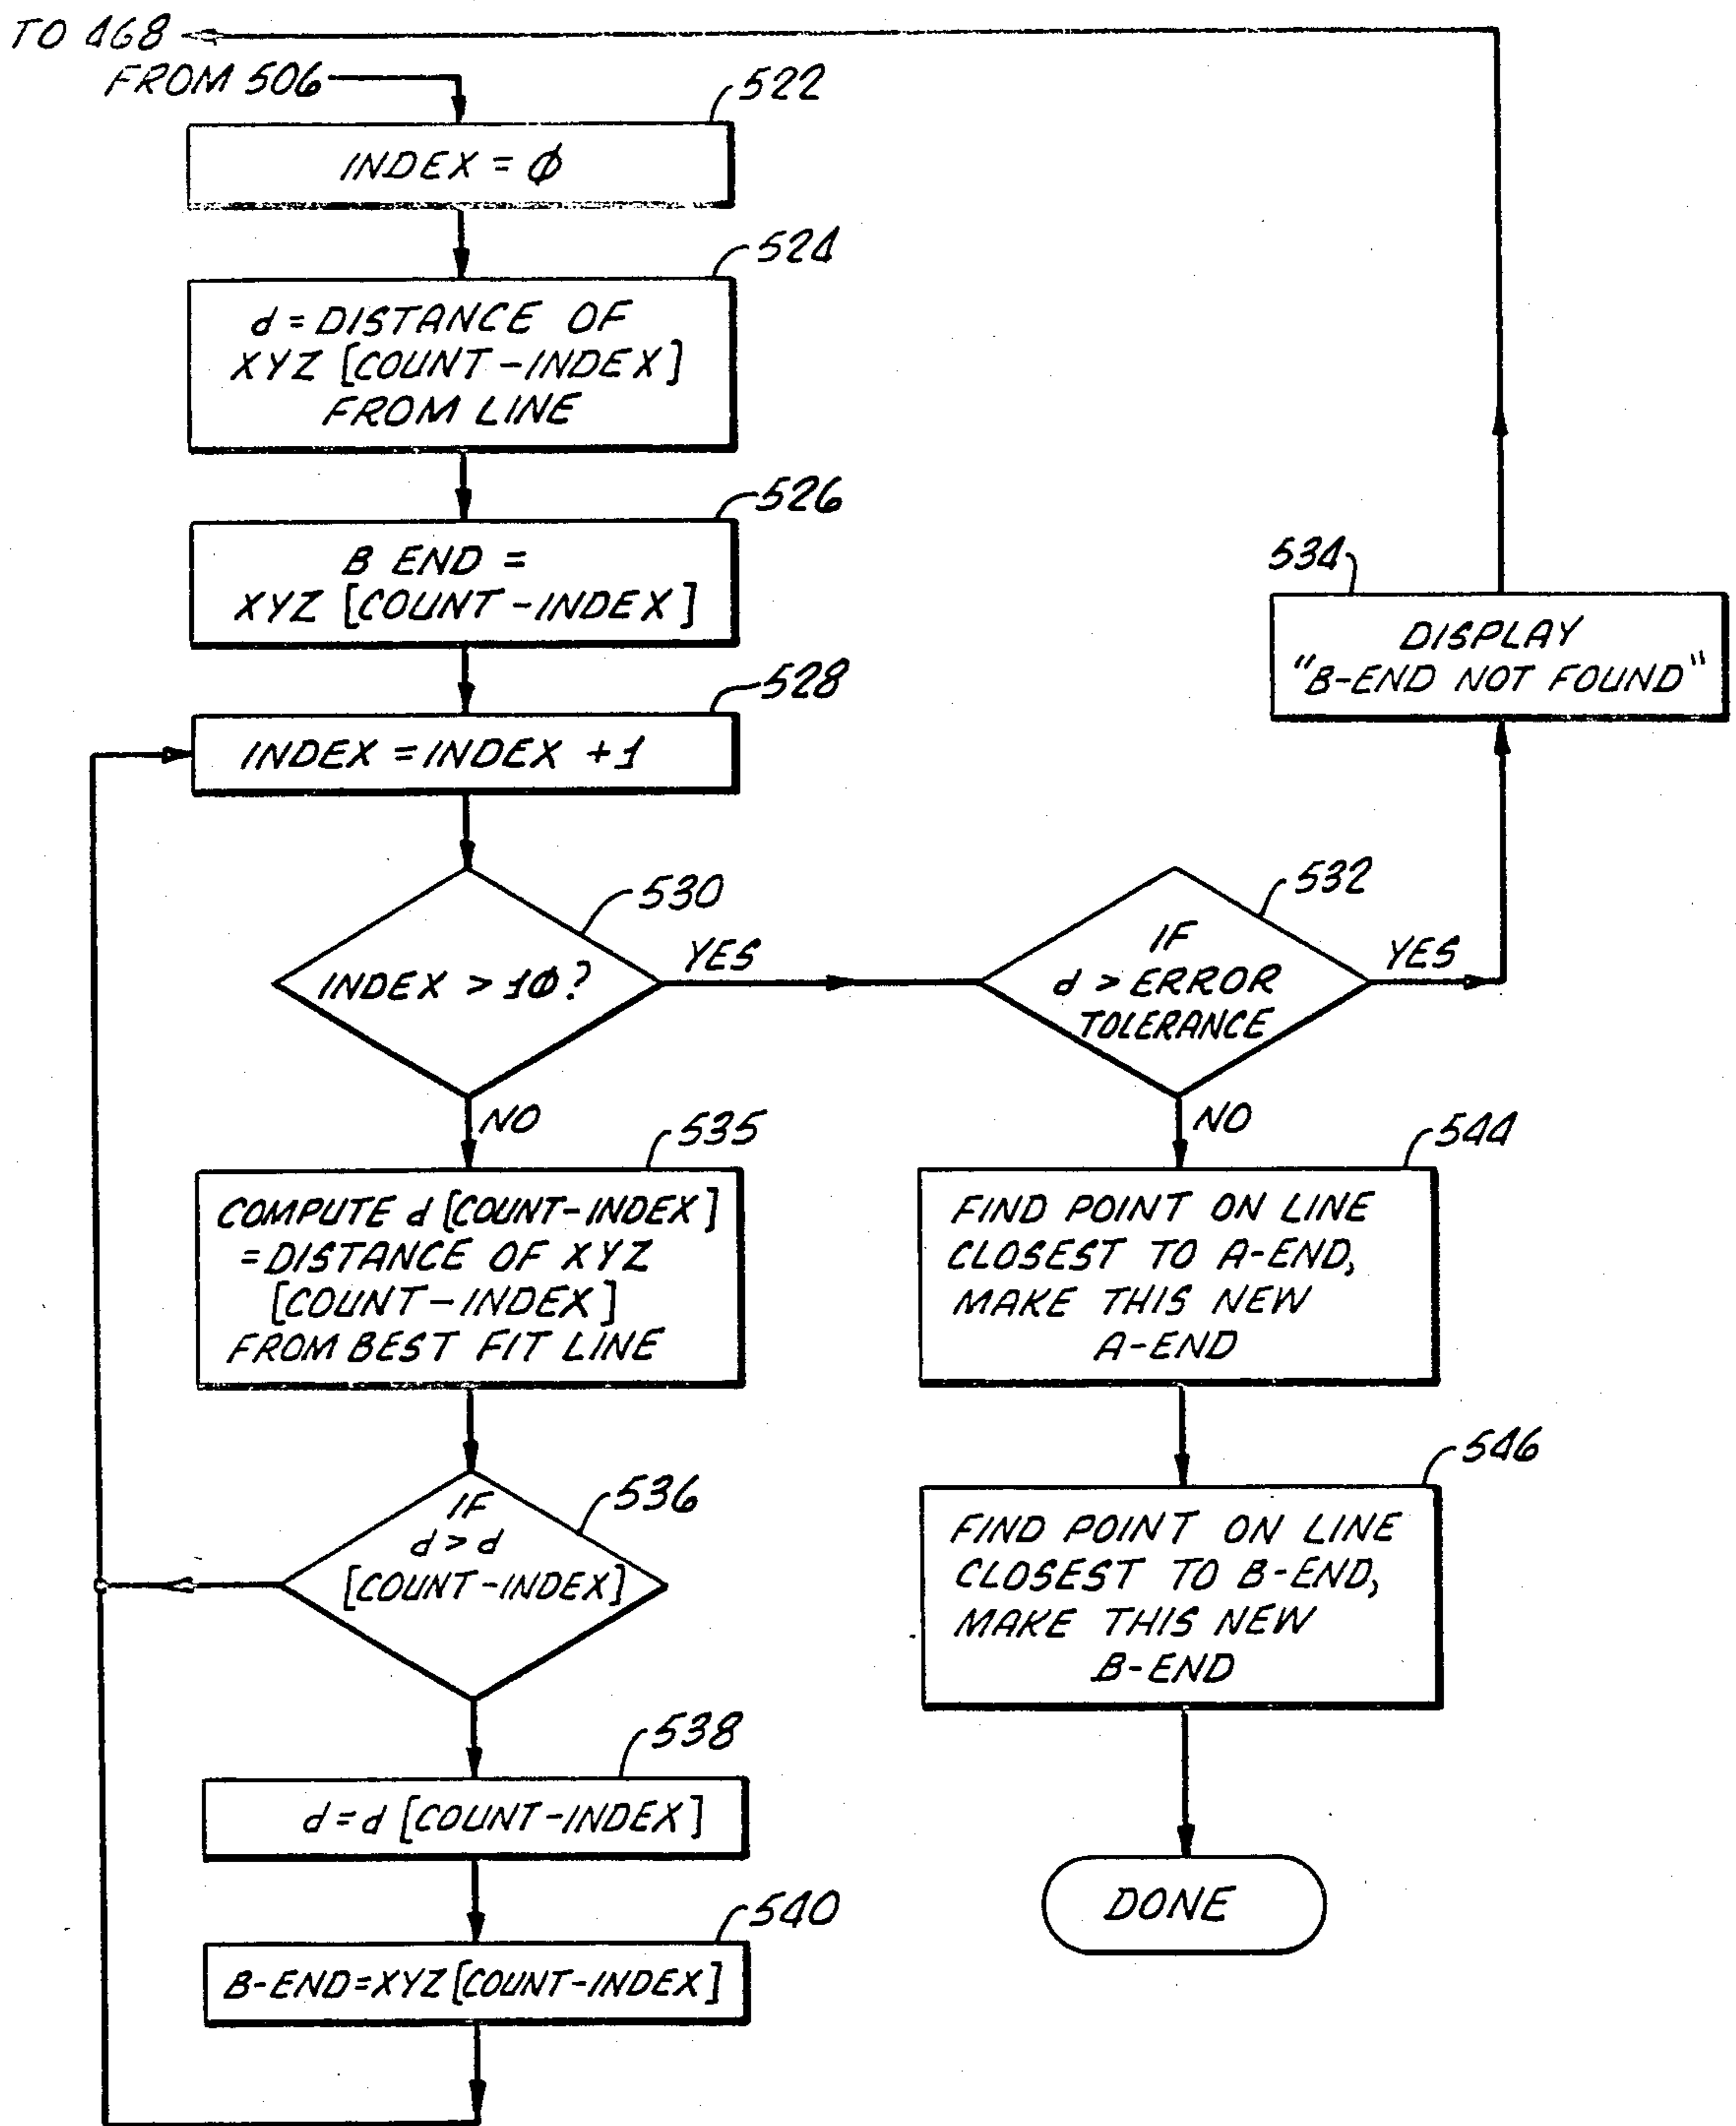 TO 468
FROM 506
522
INDEX = Ø
524
d = DISTANCE OF
XYZ [COUNT-INDEX]
FROM LINE
526
B END =
XYZ [COUNT-INDEX]
528
INDEX = INDEX + 1
530
INDEX > 1Ø?
YES
NO
532
IF
d > ERROR
TOLERANCE
YES
NO
534
DISPLAY
"B-END NOT FOUND"
535
COMPUTE d [COUNT-INDEX]
= DISTANCE OF XYZ
[COUNT-INDEX]
FROM BEST FIT LINE
536
IF
d > d
[COUNT-INDEX]
538
d = d [COUNT-INDEX]
540
B-END = XYZ [COUNT-INDEX]
544
FIND POINT ON LINE
CLOSEST TO A-END,
MAKE THIS NEW
A-END
546
FIND POINT ON LINE
CLOSEST TO B-END,
MAKE THIS NEW
B-END
DONE